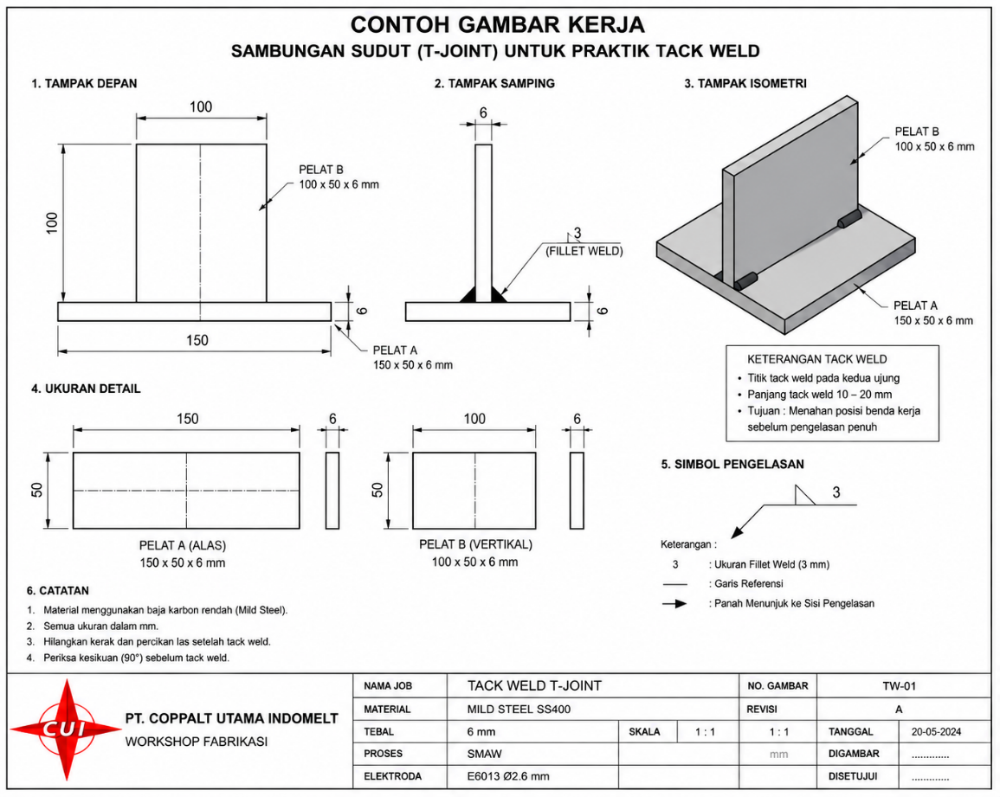 CONTOH GAMBAR KERJA
SAMBUNGAN SUDUT (T-JOINT) UNTUK PRAKTIK TACK WELD
1. TAMPAK DEPAN
100
100
PELAT B
100 x 50 x 6 mm
6
150
PELAT A
150 x 50 x 6 mm
2. TAMPAK SAMPING
6
3
(FILLET WELD)
6
3. TAMPAK ISOMETRI
PELAT B
100 x 50 x 6 mm
PELAT A
150 x 50 x 6 mm
KETERANGAN TACK WELD
• Titik tack weld pada kedua ujung
• Panjang tack weld 10 – 20 mm
• Tujuan : Menahan posisi benda kerja
sebelum pengelasan penuh
4. UKURAN DETAIL
150
6
50
PELAT A (ALAS)
150 x 50 x 6 mm
100
6
50
PELAT B (VERTIKAL)
100 x 50 x 6 mm
5. SIMBOL PENGELASAN
3
Keterangan :
3 : Ukuran Fillet Weld (3 mm)
: Garis Referensi
: Panah Menunjuk ke Sisi Pengelasan
6. CATATAN
1. Material menggunakan baja karbon rendah (Mild Steel).
2. Semua ukuran dalam mm.
3. Hilangkan kerak dan percikan las setelah tack weld.
4. Periksa kesikuan (90°) sebelum tack weld.
CUI
PT. COPPALT UTAMA INDOMELT
WORKSHOP FABRIKASI
NAMA JOB TACK WELD T-JOINT NO. GAMBAR TW-01
MATERIAL MILD STEEL SS400 REVISI A
TEBAL 6 mm SKALA 1 : 1 1 : 1 TANGGAL 20-05-2024
PROSES SMAW mm DIGAMBAR .............
ELEKTRODA E6013 Ø2.6 mm DISETUJUI .............